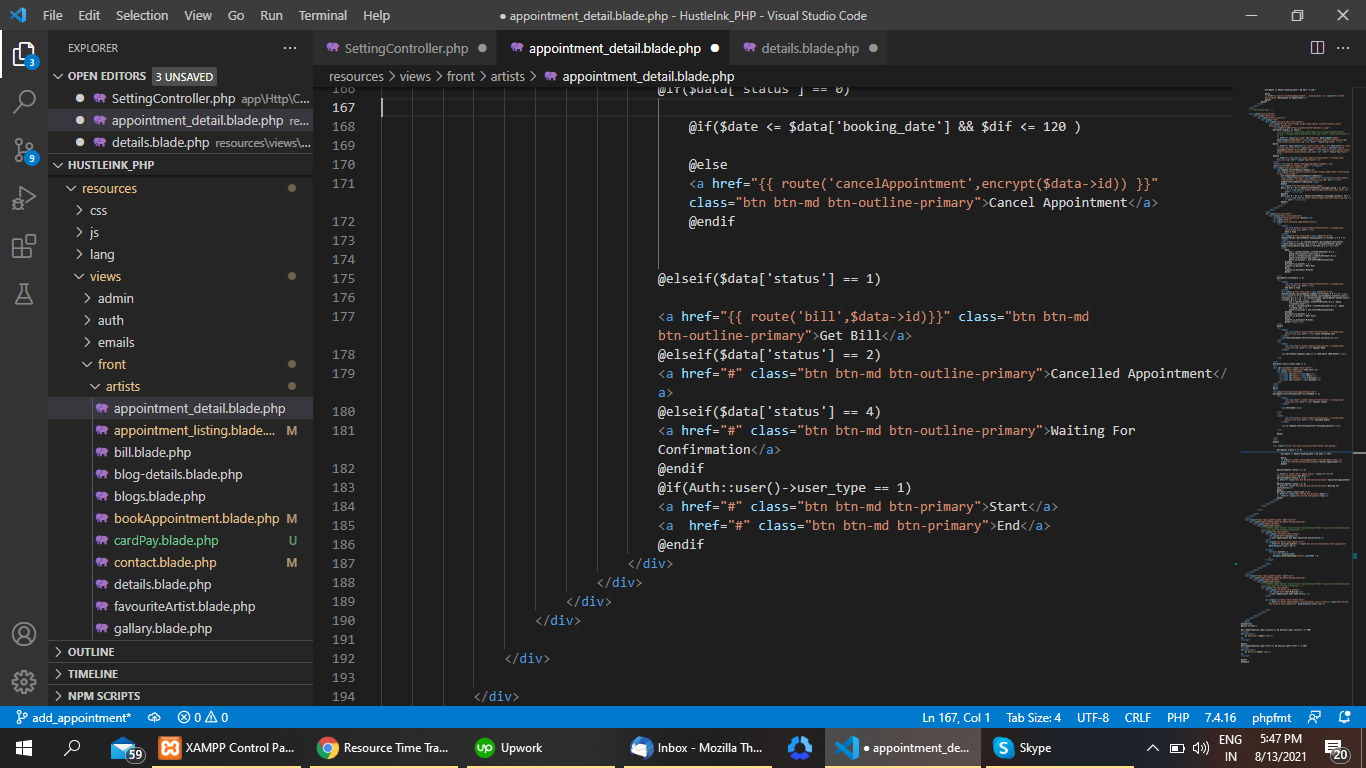 File Edit Selection View Go Run Terminal Help
● appointment_detail.blade.php - HustleInk_PHP - Visual Studio Code
EXPLORER
OPEN EDITORS 3 UNSAVED
SettingController.php app\Http\C...
appointment_detail.blade.php re...
details.blade.php resources\views\...
HUSTLEINK_PHP
resources
css
js
lang
views
admin
auth
emails
front
artists
appointment_detail.blade.php
appointment_listing.blade.... M
bill.blade.php
blog-details.blade.php
blogs.blade.php
bookAppointment.blade.php M
cardPay.blade.php U
contact.blade.php M
details.blade.php
favouriteArtist.blade.php
gallary.blade.php
OUTLINE
TIMELINE
NPM SCRIPTS
3
9
SettingController.php
appointment_detail.blade.php
details.blade.php
resources > views > front > artists > appointment_detail.blade.php
166 @if($data['status'] == 0)
167
168 @if($date <= $data['booking_date'] && $dif <= 120 )
169
170 @else
171 <a href="{{ route('cancelAppointment',encrypt($data->id)) }}"
class="btn btn-md btn-outline-primary">Cancel Appointment</a>
172 @endif
173
174
175 @elseif($data['status'] == 1)
176
177 <a href="{{ route('bill',$data->id)}}" class="btn btn-md
btn-outline-primary">Get Bill</a>
178 @elseif($data['status'] == 2)
179 <a href="#" class="btn btn-md btn-outline-primary">Cancelled Appointment</
a>
180 @elseif($data['status'] == 4)
181 <a href="#" class="btn btn-md btn-outline-primary">Waiting For
Confirmation</a>
182 @endif
183 @if(Auth::user()->user_type == 1)
184 <a href="#" class="btn btn-md btn-outline-primary">Start</a>
185 <a  href="#" class="btn btn-md btn-primary">End</a>
186 @endif
187 </div>
188 </div>
189 </div>
190 </div>
191
192 </div>
193
194 </div>
add_appointment* 0 0
Ln 167, Col 1 Tab Size: 4 UTF-8 CRLF PHP 7.4.16 phpfmt
59
XAMPP Control Pa...
Resource Time Tra...
Upwork
Inbox - Mozilla Th...
● appointment_de...
Skype
ENG
IN
5:47 PM
8/13/2021
20